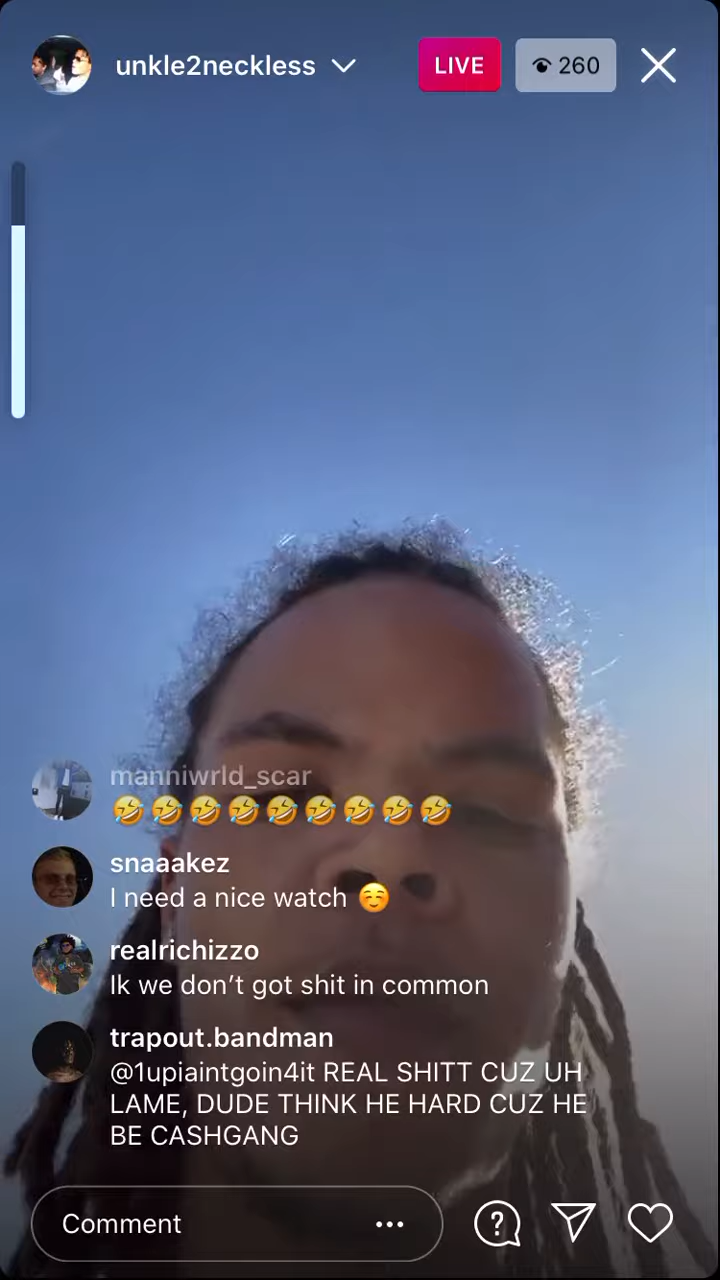 unkle2neckless
LIVE
260
manniwrld_scar
🤣🤣🤣🤣🤣🤣🤣🤣🤣
snaaakez
I need a nice watch ☺️
realrichizzo
Ik we don’t got shit in common
trapout.bandman
@1upiaintgoin4it REAL SHITT CUZ UH
LAME, DUDE THINK HE HARD CUZ HE
BE CASHGANG
Comment